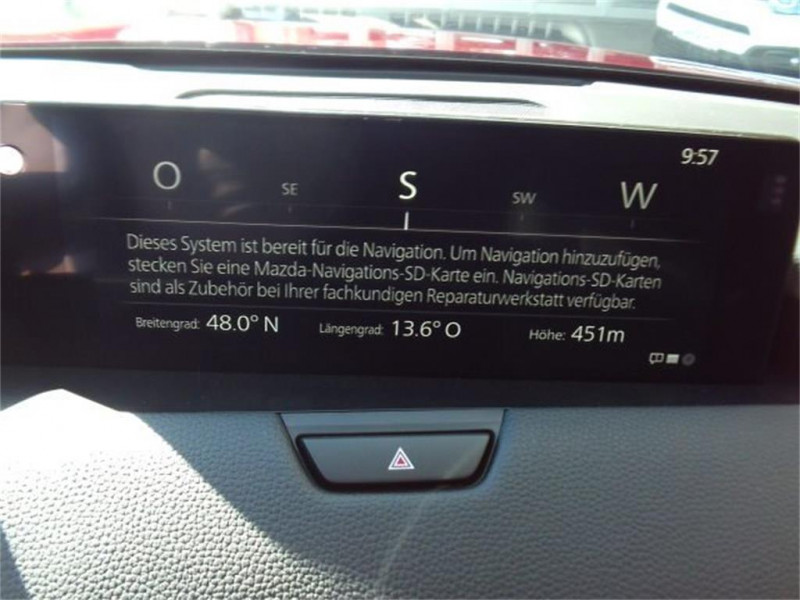 9:57
O SE S SW W
Dieses System ist bereit für die Navigation. Um Navigation hinzuzufügen,
stecken Sie eine Mazda-Navigations-SD-Karte ein. Navigations-SD-Karten
sind als Zubehör bei Ihrer fachkundigen Reparaturwerkstatt verfügbar.
Breitengrad: 48.0° N Längengrad: 13.6° O Höhe: 451m